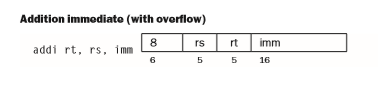 Addition immediate (with overflow)
addi rt, rs, imm 8 rs rt imm
6 5 5 16